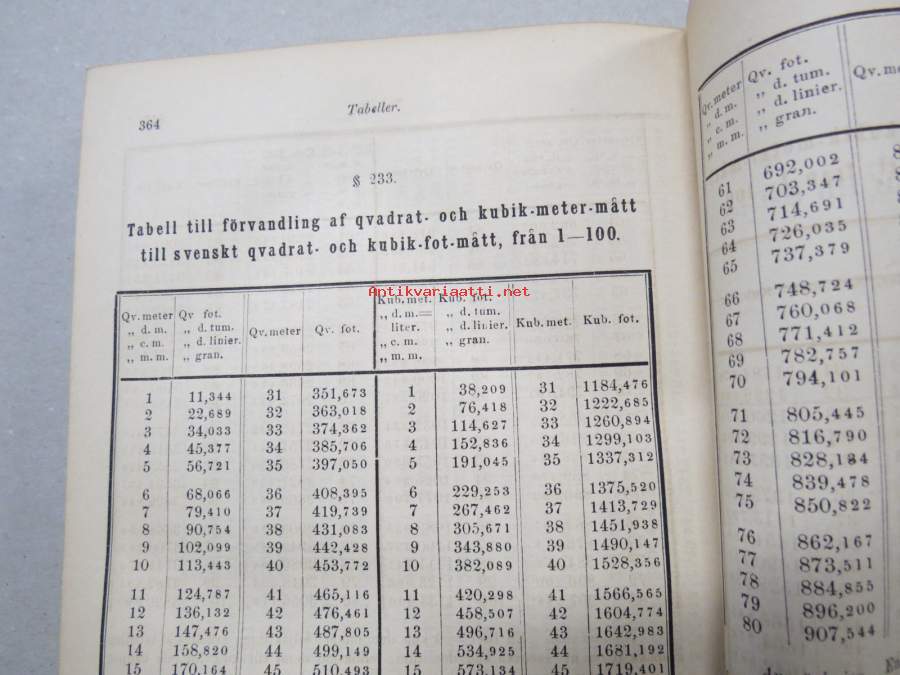 364
Tabeller.
§ 233.
Tabell till förvandling af qvadrat- och kubik-meter-mått
till svenskt qvadrat- och kubik-fot-mått, från 1—100.
Antikvariaatti.net
Qv. meter Qv fot. Qv. meter Qv. fot. Kub. met. Kub. fot. Kub. met. Kub. fot.
„ d. m. „ d. tum. „ d. m.= „ d. tum.
„ c. m. „ d. linier. liter. „ d. linier.
„ m. m. „ gran. „ c. m. „ gran.
„ m. m.
1 11,344 31 351,673 1 38,209 31 1184,476
2 22,689 32 363,018 2 76,418 32 1222,685
3 34,033 33 374,362 3 114,627 33 1260,894
4 45,377 34 385,706 4 152,836 34 1299,103
5 56,721 35 397,050 5 191,045 35 1337,312
6 68,066 36 408,395 6 229,253 36 1375,520
7 79,410 37 419,739 7 267,462 37 1413,729
8 90,754 38 431,083 8 305,671 38 1451,938
9 102,099 39 442,428 9 343,880 39 1490,147
10 113,443 40 453,772 10 382,089 40 1528,356
11 124,787 41 465,116 11 420,298 41 1566,565
12 136,132 42 476,461 12 458,507 42 1604,774
13 147,476 43 487,805 13 496,716 43 1642,983
14 158,820 44 499,149 14 534,925 44 1681,192
15 170,164 45 510,493 15 573,134 45 1719,401
Qv. meter Qv. fot.
„ d. m. „ d. tum.
„ c. m. „ d. linier.
„ m. m. „ gran.
61 692,002
62 703,347
63 714,691
64 726,035
65 737,379
66 748,724
67 760,068
68 771,412
69 782,757
70 794,101
71 805,445
72 816,790
73 828,134
74 839,478
75 850,822
76 862,167
77 873,511
78 884,855
79 896,200
80 907,544